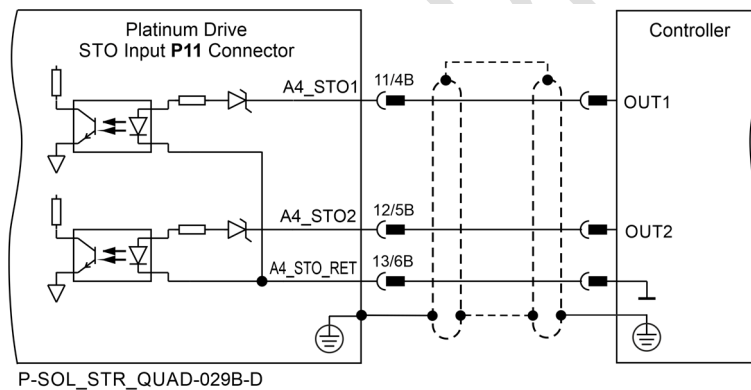 Platinum Drive
STO Input P11 Connector
Controller
A4_STO1
11/4B
OUT1
A4_STO2
12/5B
OUT2
A4_STO_RET
13/6B
P-SOL_STR_QUAD-029B-D